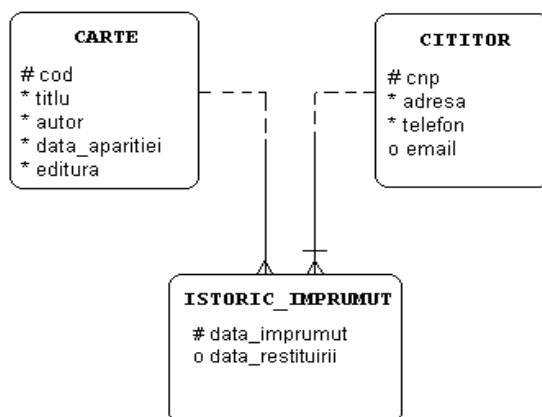 CARTE
# cod
* titlu
* autor
* data_aparitiei
* editura
CITITOR
# cnp
* adresa
* telefon
o email
ISTORIC_IMPRUMUT
# data_imprumut
o data_restituirii